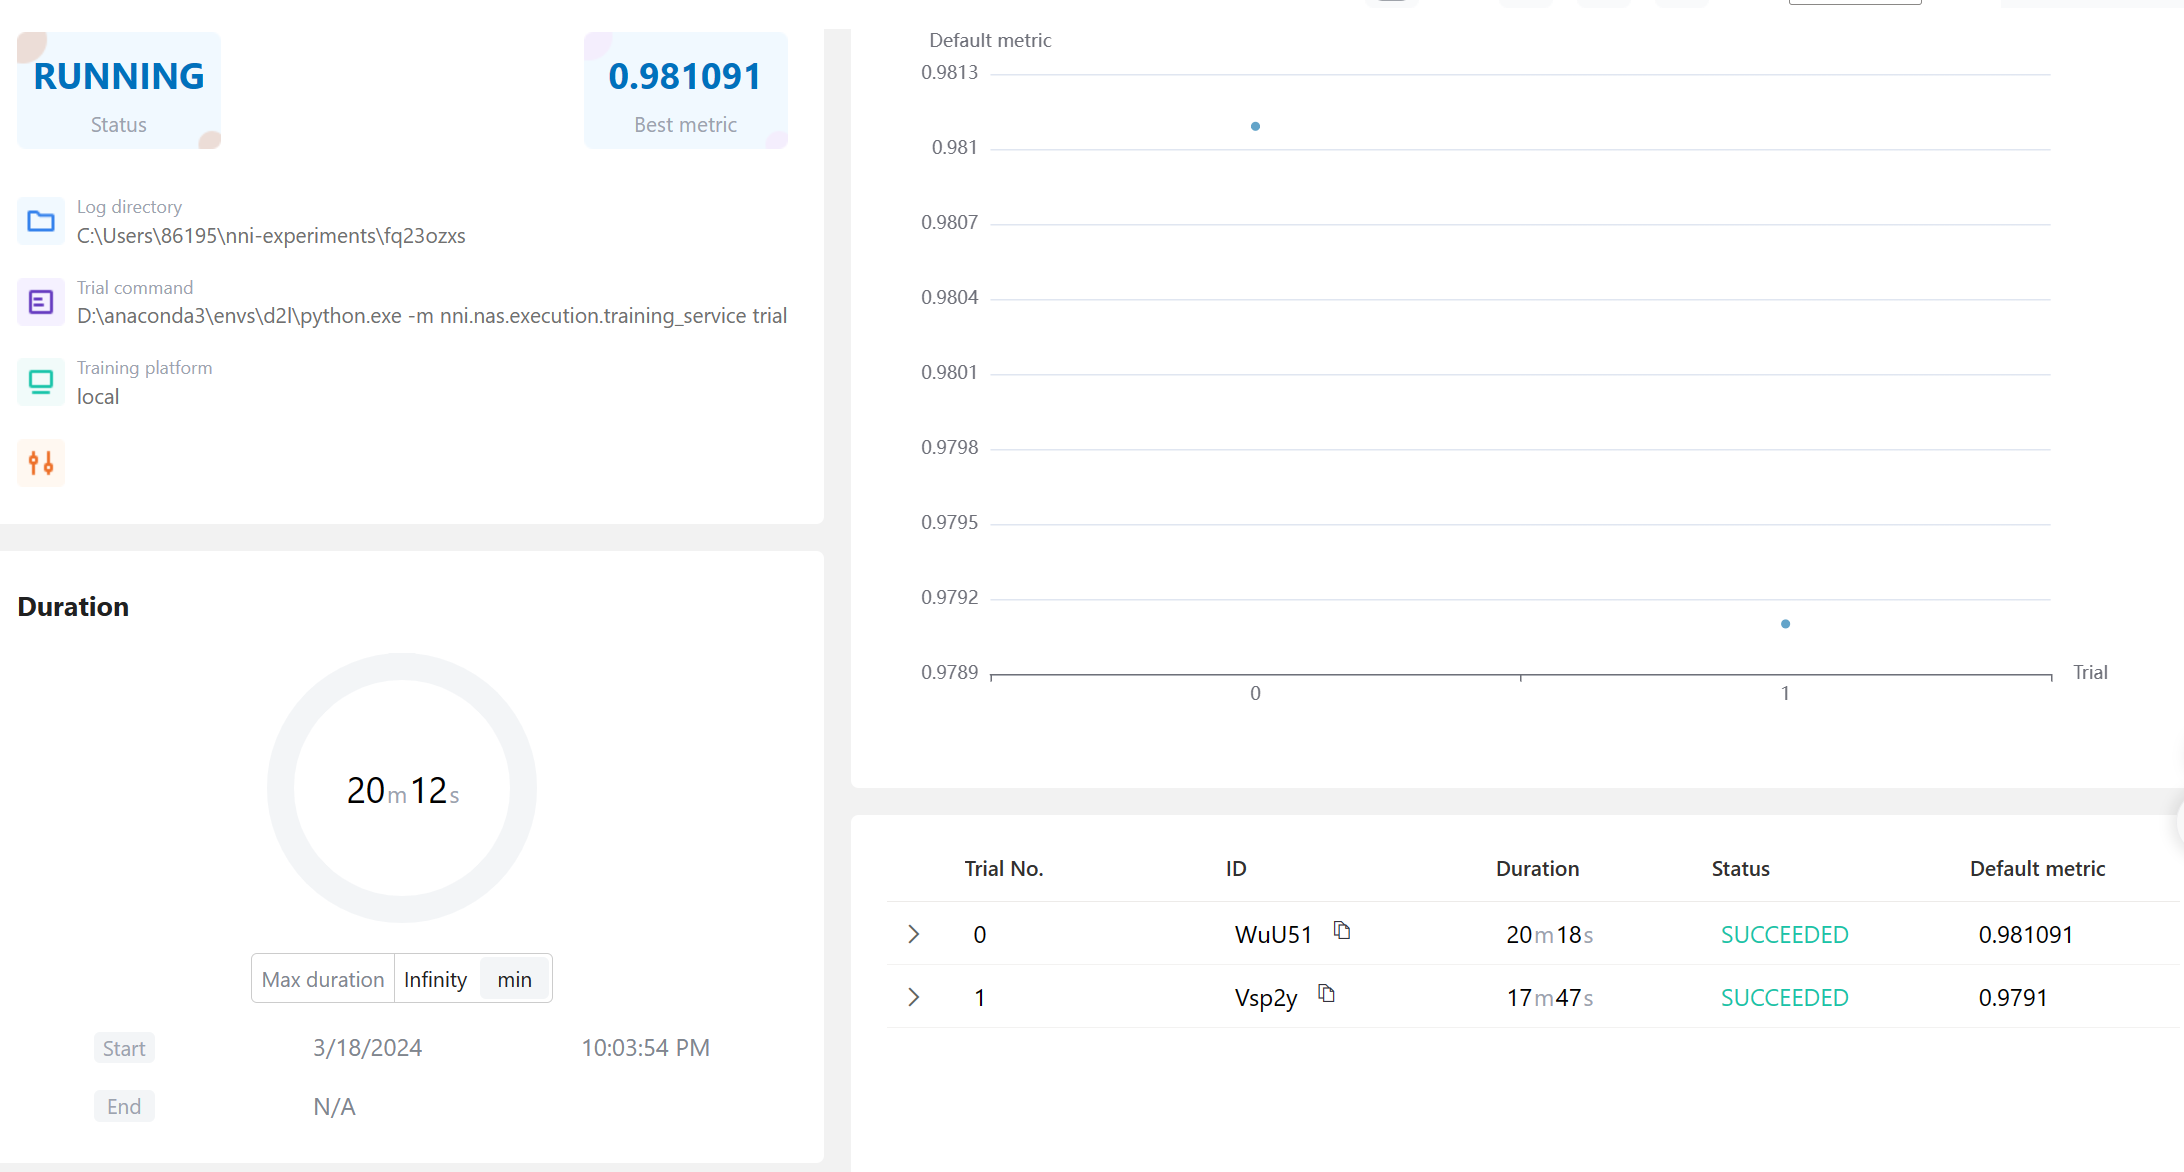 RUNNING
Status
0.981091
Best metric
Log directory
C:\Users\86195\nni-experiments\fq23ozxs
Trial command
D:\anaconda3\envs\d2l\python.exe -m nni.nas.execution.training_service trial
Training platform
local
Duration
20m12s
Max duration Infinity min
Start 3/18/2024 10:03:54 PM
End N/A
Default metric
0.9813
0.981
0.9807
0.9804
0.9801
0.9798
0.9795
0.9792
0.9789
0 1
Trial
Trial No. ID Duration Status Default metric
0 WuU51 20m18s SUCCEEDED 0.981091
1 Vsp2y 17m47s SUCCEEDED 0.9791